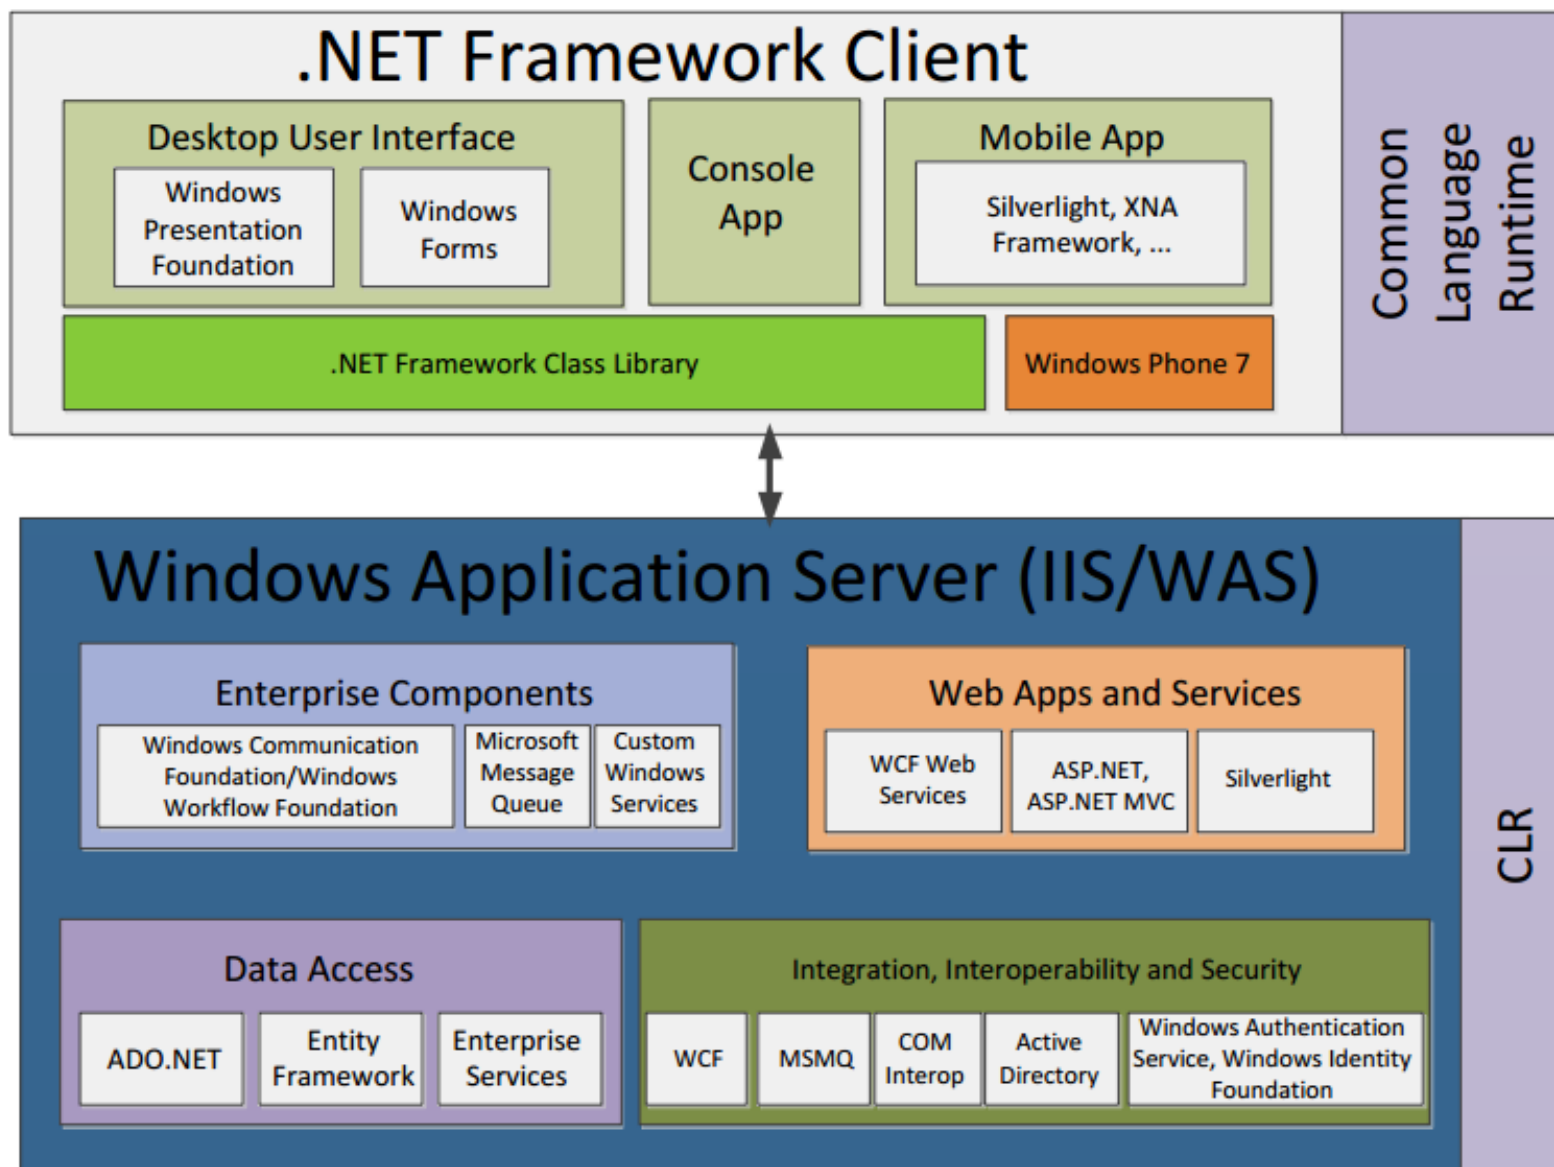 .NET Framework Client
Desktop User Interface
Windows
Presentation
Foundation
Windows
Forms
Console
App
Mobile App
Silverlight, XNA
Framework, ...
.NET Framework Class Library
Windows Phone 7
Common
Language
Runtime
Windows Application Server (IIS/WAS)
Enterprise Components
Windows Communication
Foundation/Windows
Workflow Foundation
Microsoft
Message
Queue
Custom
Windows
Services
Web Apps and Services
WCF Web
Services
ASP.NET,
ASP.NET MVC
Silverlight
Data Access
ADO.NET
Entity
Framework
Enterprise
Services
Integration, Interoperability and Security
WCF
MSMQ
COM
Interop
Active
Directory
Windows Authentication
Service, Windows Identity
Foundation
CLR